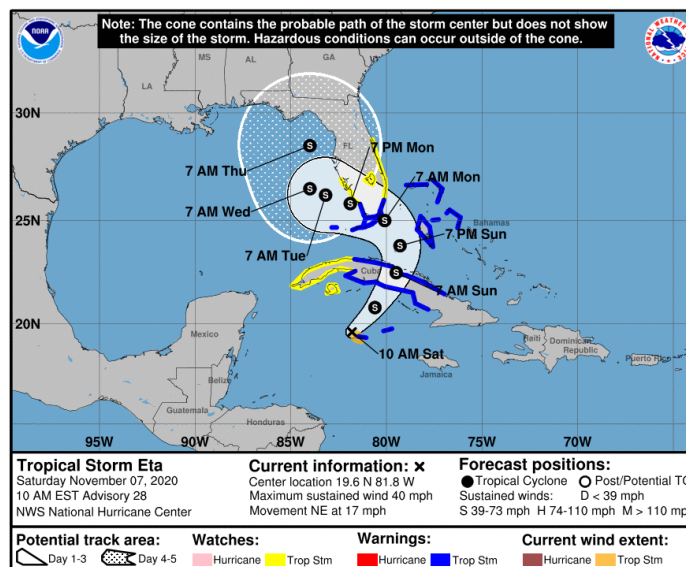 Note: The cone contains the probable path of the storm center but does not show
the size of the storm. Hazardous conditions can occur outside of the cone.
NOAA
NATIONAL WEATHER
MS
AL
GA
LA
30N
FL
7 PM Mon
7 AM Thu
7 AM Mon
7 AM Wed
25N
Bahamas
7 PM Sun
7 AM Tue
Cuba
7 AM Sun
20N
Mexico
10 AM Sat
Haiti
Dominican
Republic
Puerto Ric
Jamaica
Belize
Guatemala
Honduras
95W 90W 85W 80W 75W 70W 65W
S
S
S
S
S
S
S
S
Tropical Storm Eta
Saturday November 07, 2020
10 AM EST Advisory 28
NWS National Hurricane Center
Current information: ×
Center location 19.6 N 81.8 W
Maximum sustained wind 40 mph
Movement NE at 17 mph
Forecast positions:
Tropical Cyclone Post/Potential TC
Sustained winds: D < 39 mph
S 39-73 mph H 74-110 mph M > 110 mph
Potential track area:
Day 1-3 Day 4-5
Watches:
Hurricane Trop Stm
Warnings:
Hurricane Trop Stm
Current wind extent:
Hurricane Trop Stm